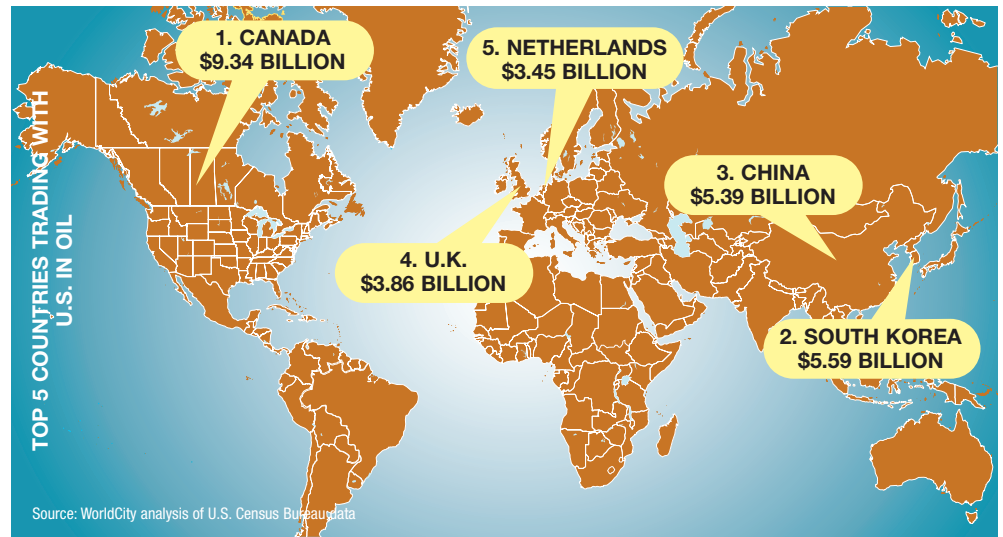 TOP 5 COUNTRIES TRADING WITH
U.S. IN OIL
1. CANADA
$9.34 BILLION
5. NETHERLANDS
$3.45 BILLION
3. CHINA
$5.39 BILLION
4. U.K.
$3.86 BILLION
2. SOUTH KOREA
$5.59 BILLION
Source: WorldCity analysis of U.S. Census Bureau data